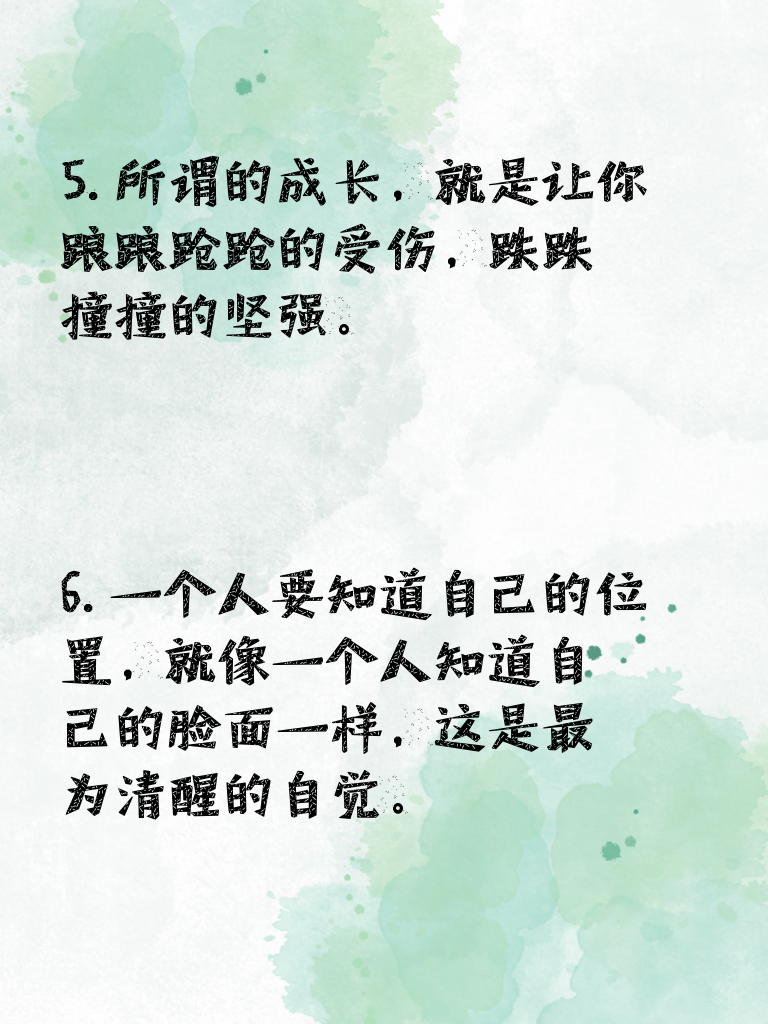 5. 所谓的成长，就是让你
踉踉跄跄的受伤，跌跌
撞撞的坚强。
6. 一个人要知道自己的位
置，就像一个人知道自
己的脸面一样，这是最
为清醒的自觉。